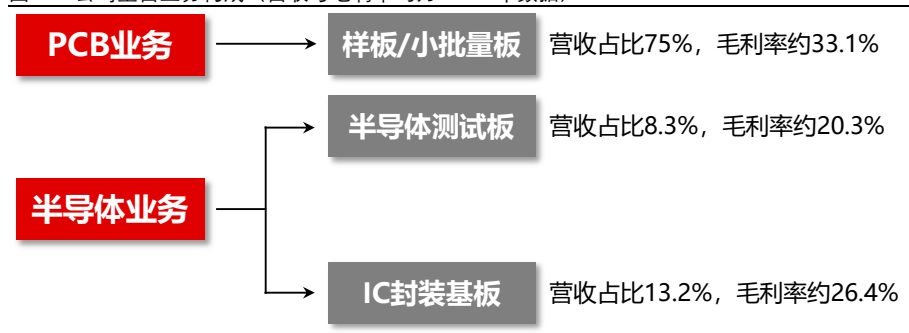 PCB业务
样板/小批量板
营收占比75%，毛利率约33.1%
半导体测试板
营收占比8.3%，毛利率约20.3%
半导体业务
IC封装基板
营收占比13.2%，毛利率约26.4%